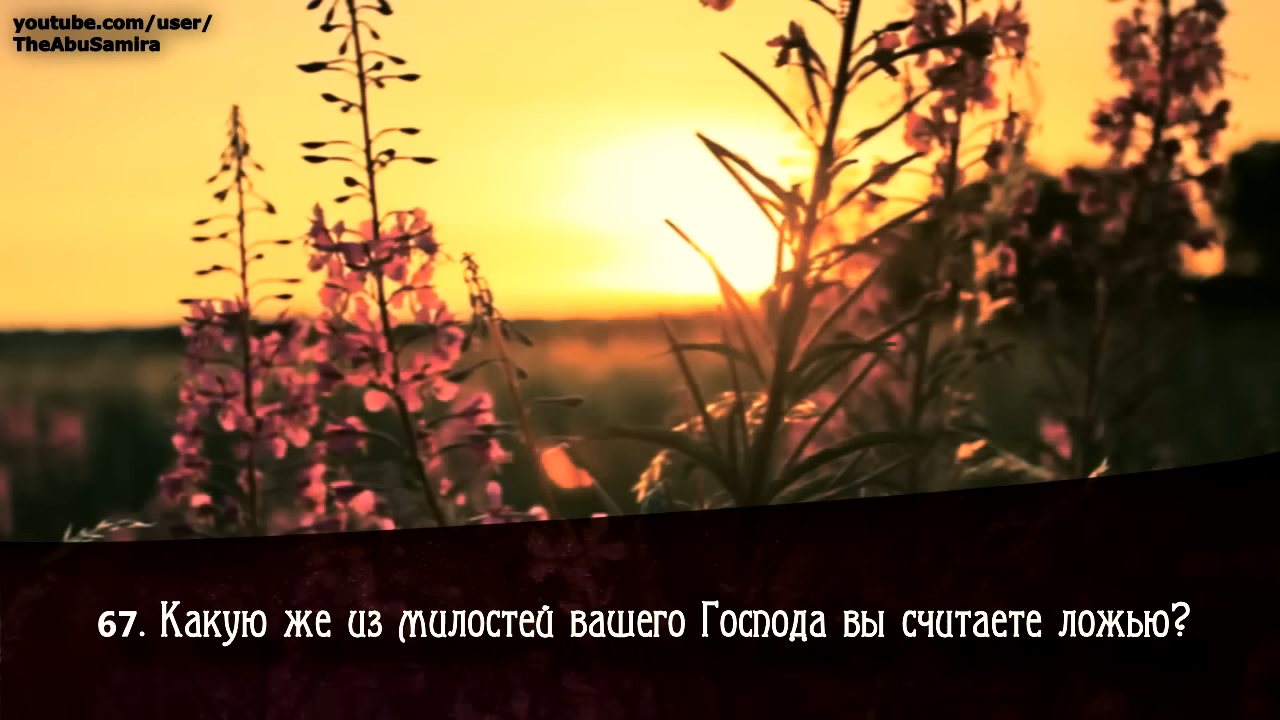 youtube.com/user/
TheAbuSamira
67. Какую же из милостей вашего Господа вы считаете ложью?